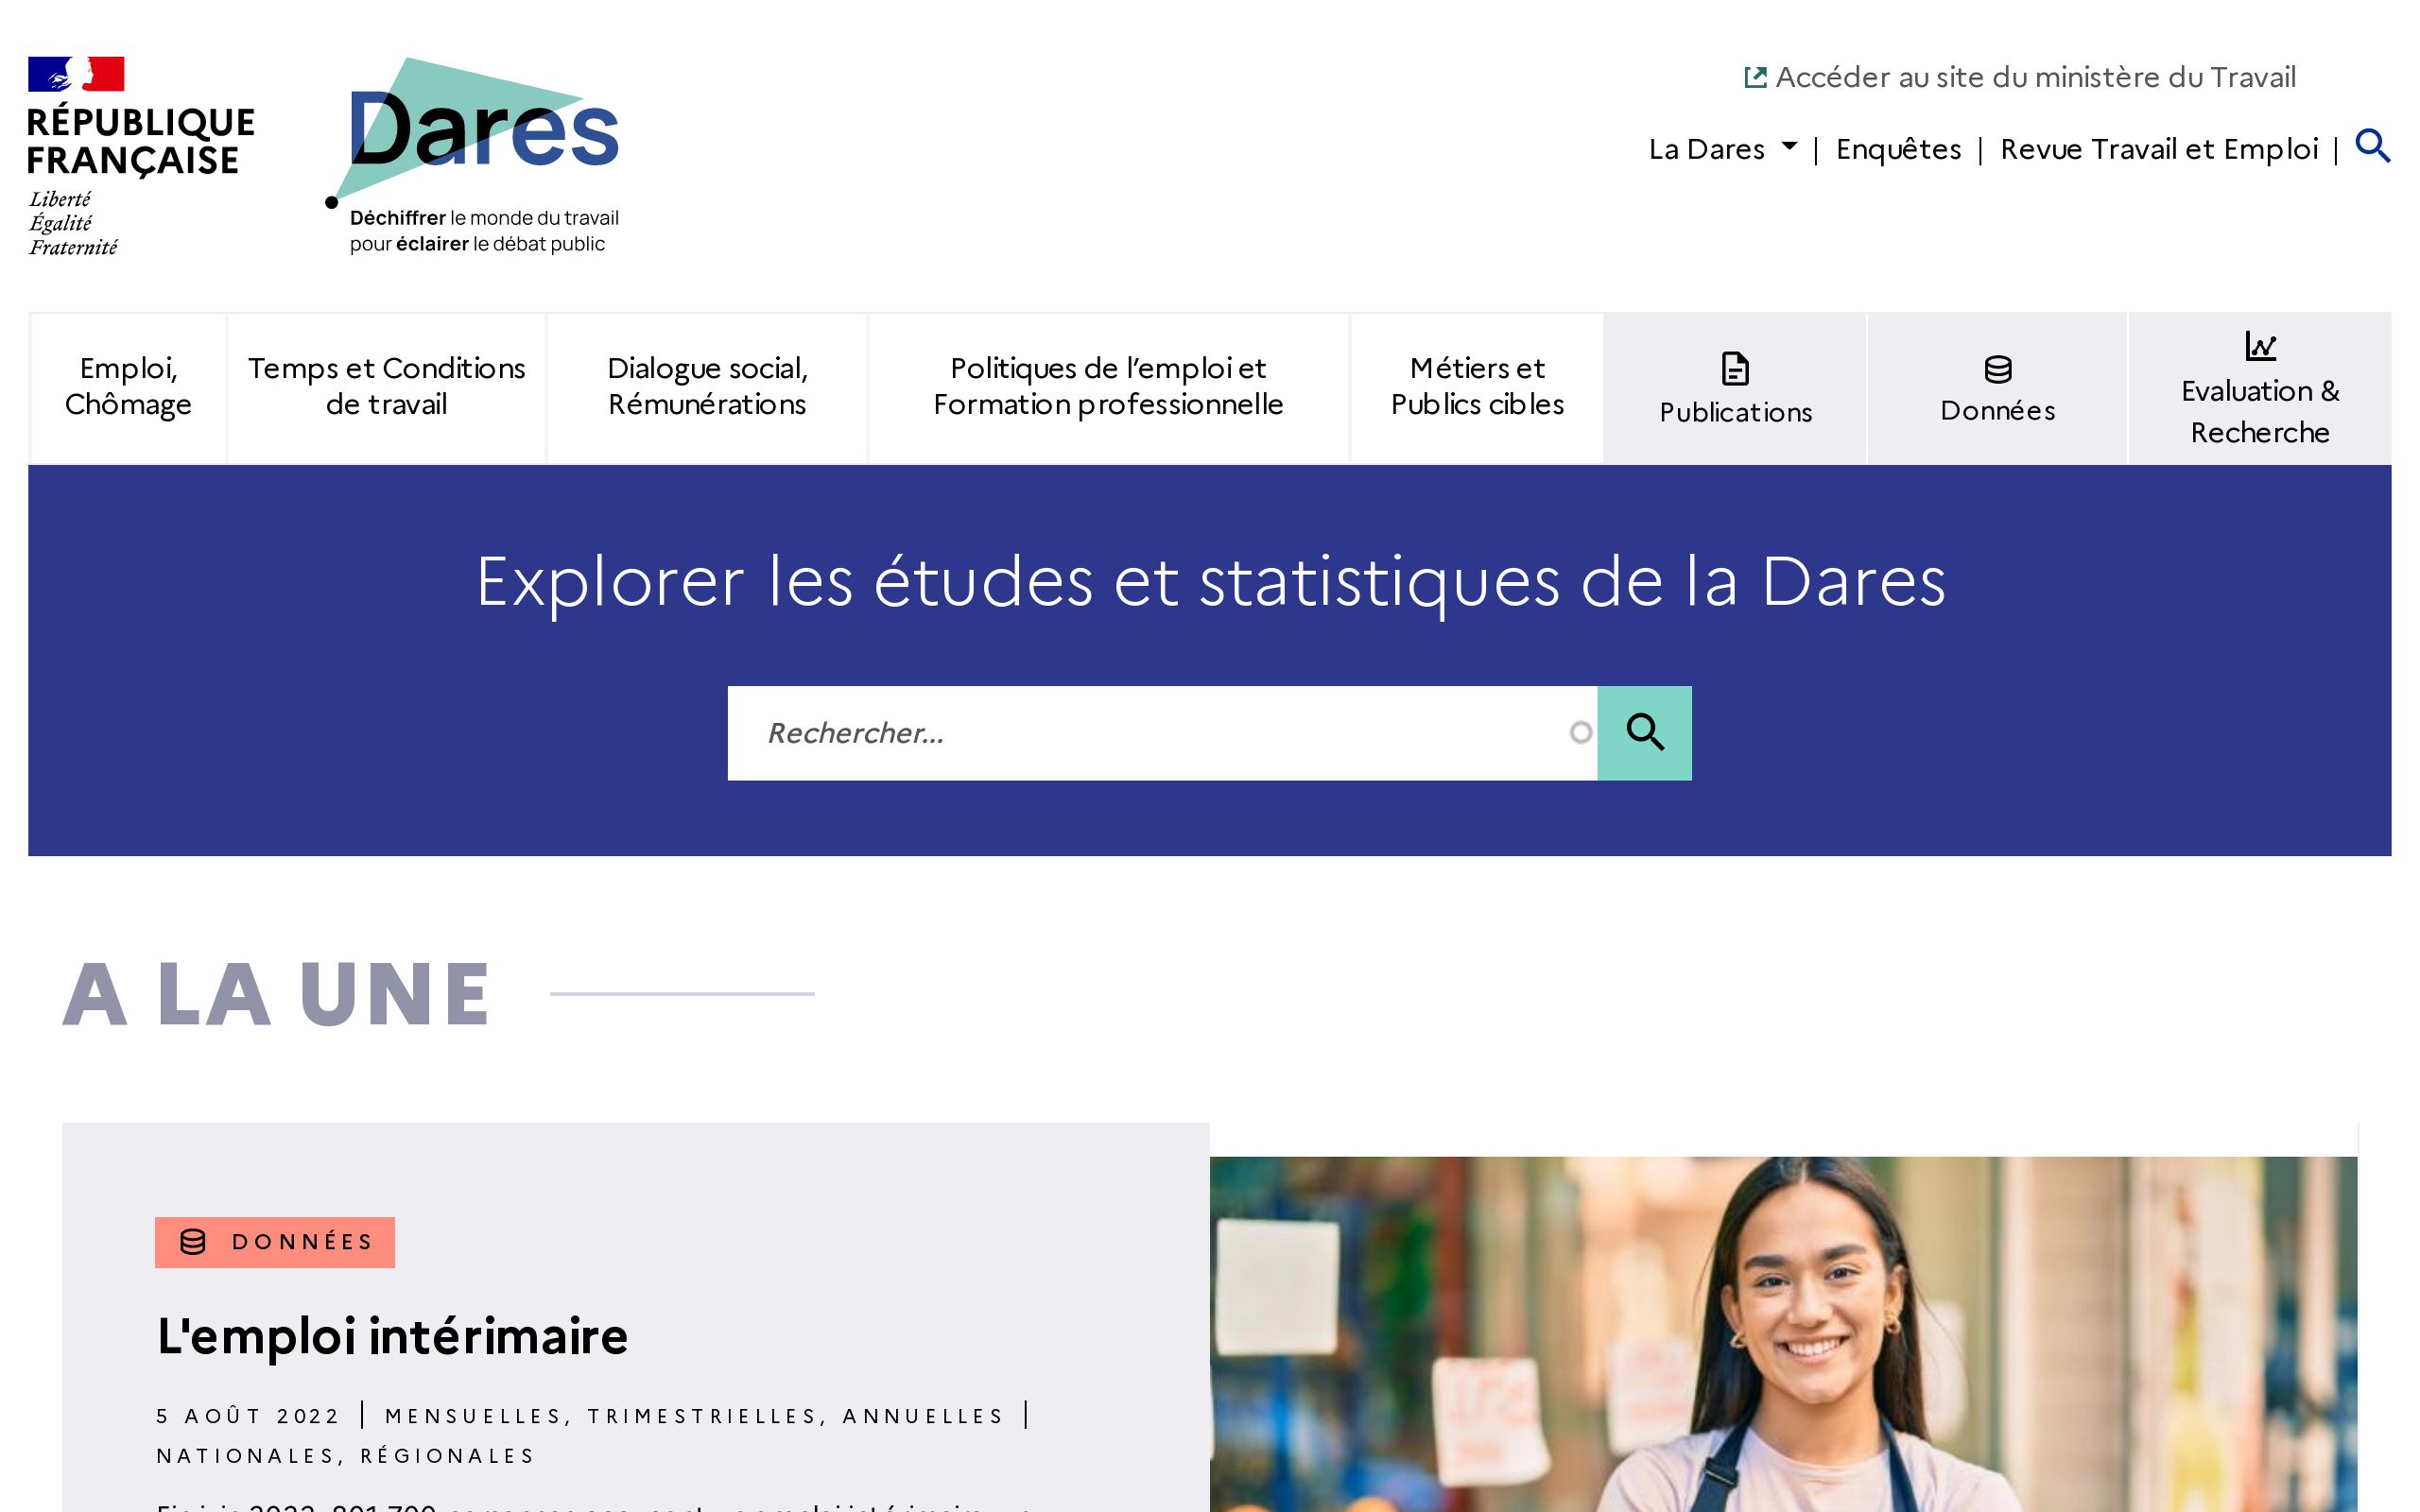 RÉPUBLIQUE
FRANÇAISE
Liberté
Égalité
Fraternité
Dares
Déchiffrer le monde du travail
pour éclairer le débat public
Accéder au site du ministère du Travail
La Dares | Enquêtes | Revue Travail et Emploi |
Emploi,
Chômage
Temps et Conditions
de travail
Dialogue social,
Rémunérations
Politiques de l’emploi et
Formation professionnelle
Métiers et
Publics cibles
Publications
Données
Evaluation &
Recherche
Explorer les études et statistiques de la Dares
Rechercher...
A LA UNE
DONNÉES
L'emploi intérimaire
5 AOÛT 2022 | MENSUELLES, TRIMESTRIELLES, ANNUELLES |
NATIONALES, RÉGIONALES